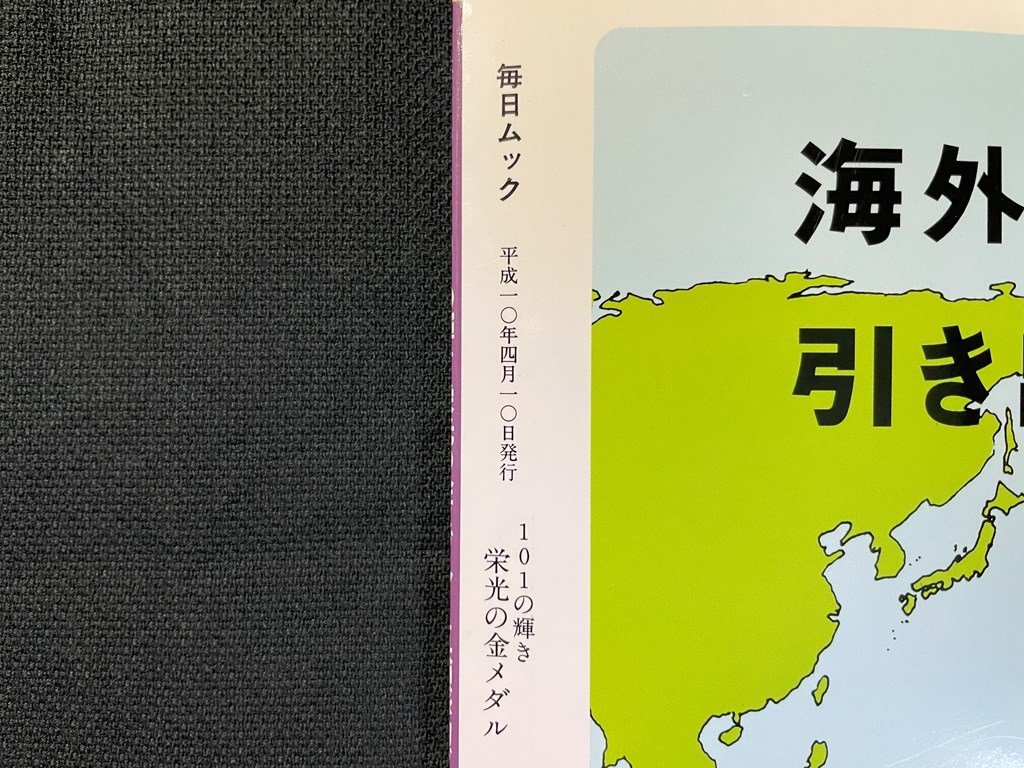 毎日ムック
平成一〇年四月一〇日発行
101の輝き
栄光の金メダル
海外
引き